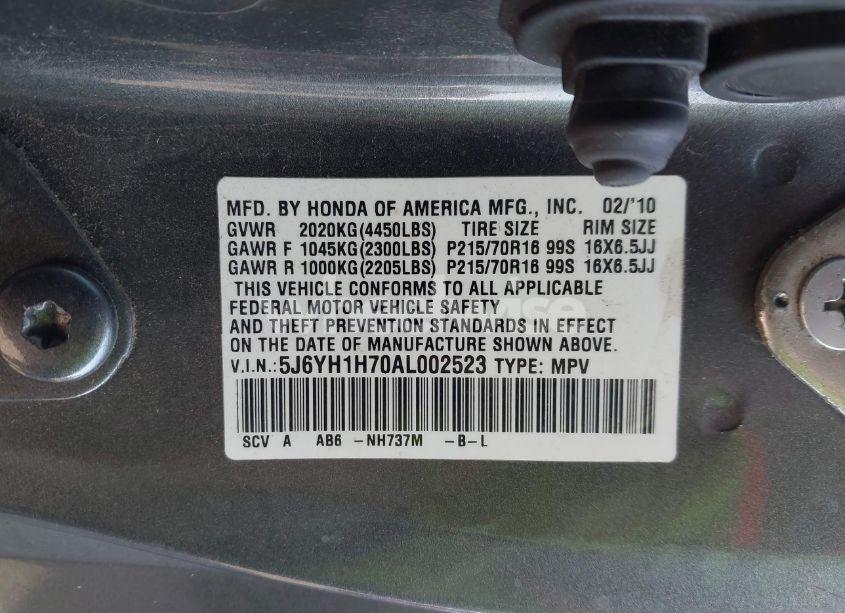 MFD. BY HONDA OF AMERICA MFG., INC. 02/'10
GVWR 2020KG(4450LBS) TIRE SIZE RIM SIZE
GAWR F 1045KG(2300LBS) P215/70R16 99S 16X6.5JJ
GAWR R 1000KG(2205LBS) P215/70R16 99S 16X6.5JJ
THIS VEHICLE CONFORMS TO ALL APPLICABLE
FEDERAL MOTOR VEHICLE SAFETY
AND THEFT PREVENTION STANDARDS IN EFFECT
ON THE DATE OF MANUFACTURE SHOWN ABOVE.
V.I.N.:5J6YH1H70AL002523 TYPE: MPV
SCV A AB6 -NH737M -B-L